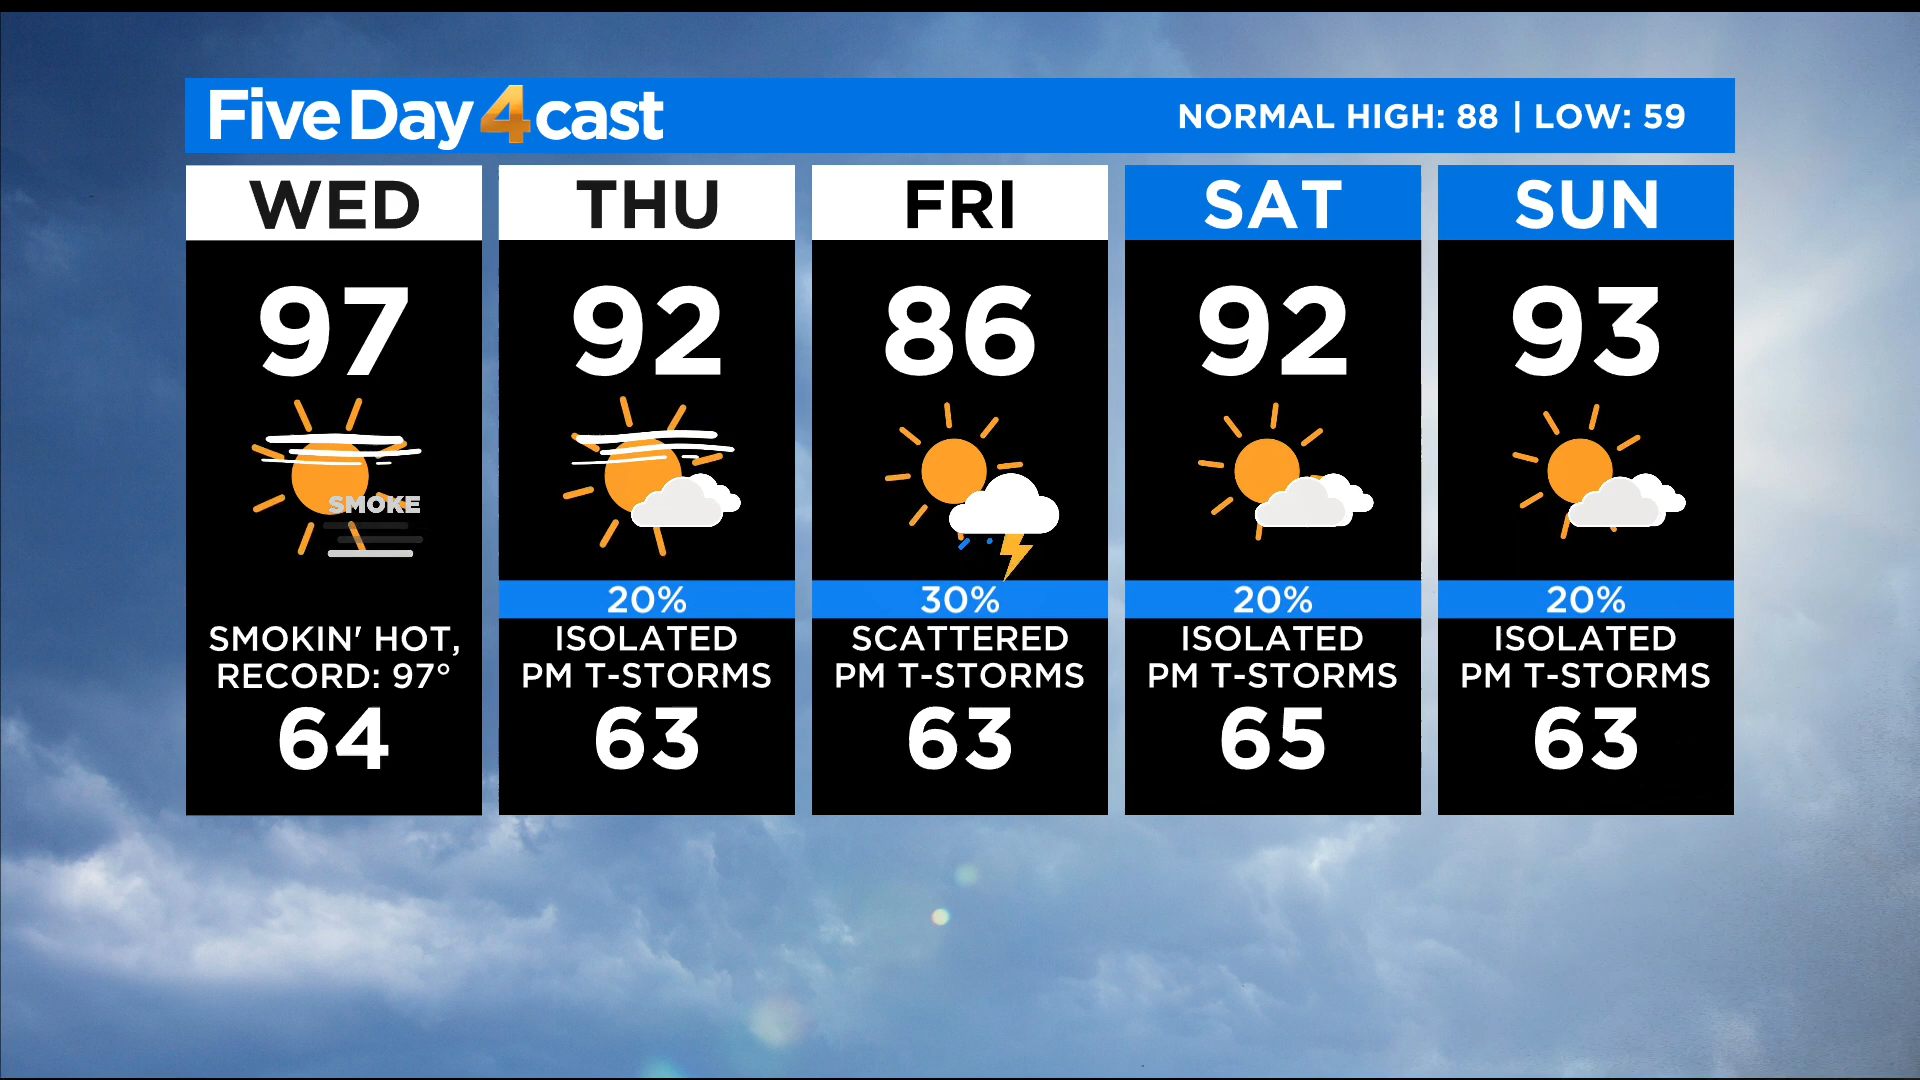 Five Day 4cast
NORMAL HIGH: 88 | LOW: 59
WED
97
SMOKE
SMOKIN' HOT,
RECORD: 97°
64
THU
92
20%
ISOLATED
PM T-STORMS
63
FRI
86
30%
SCATTERED
PM T-STORMS
63
SAT
92
20%
ISOLATED
PM T-STORMS
65
SUN
93
20%
ISOLATED
PM T-STORMS
63